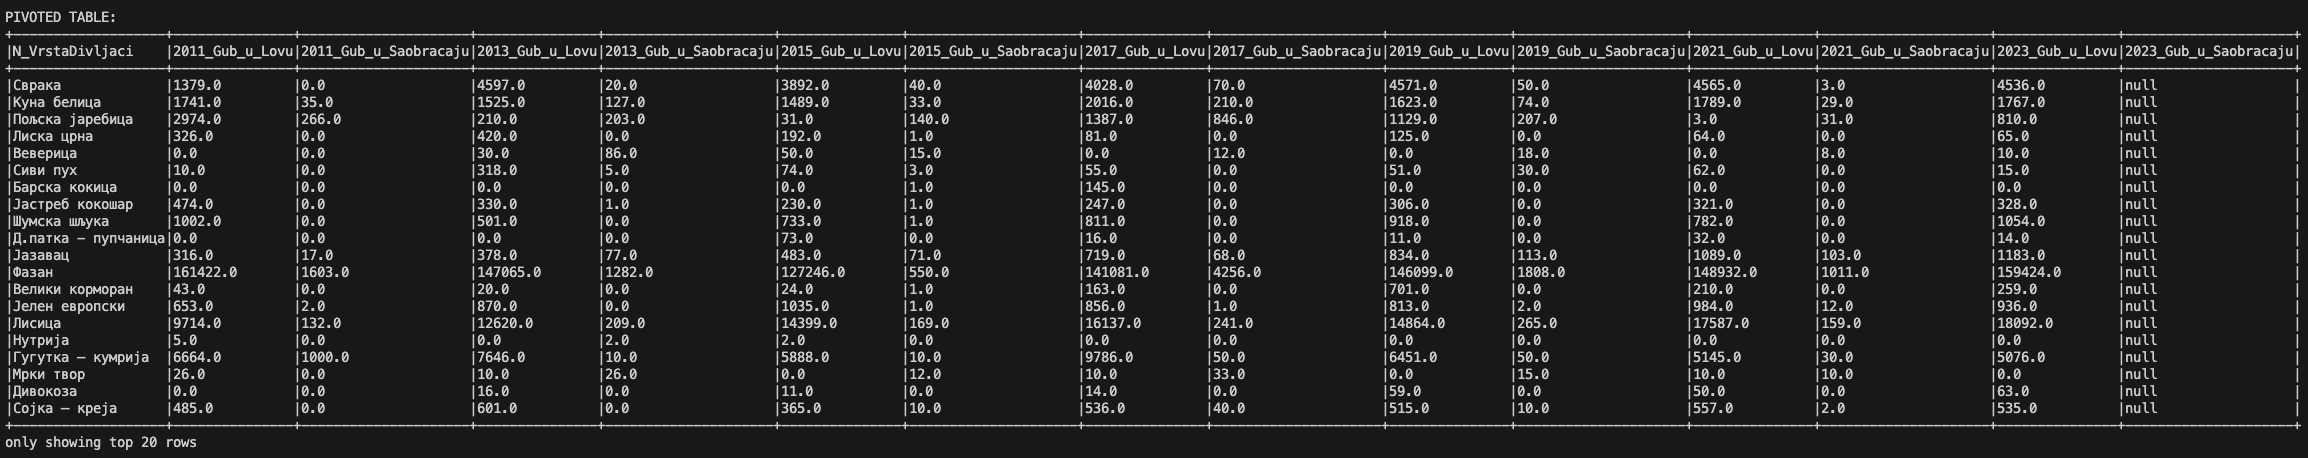 PIVOTED TABLE:
|N_VrstaDivljaci |2011_Gub_u_Lovu|2011_Gub_u_Saobracaju|2013_Gub_u_Lovu|2013_Gub_u_Saobracaju|2015_Gub_u_Lovu|2015_Gub_u_Saobracaju|2017_Gub_u_Lovu|2017_Gub_u_Saobracaju|2019_Gub_u_Lovu|2019_Gub_u_Saobracaju|2021_Gub_u_Lovu|2021_Gub_u_Saobracaju|2023_Gub_u_Lovu|2023_Gub_u_Saobracaju|
|Сврака |1379.0 |0.0 |4597.0 |20.0 |3892.0 |40.0 |4028.0 |70.0 |4571.0 |50.0 |4565.0 |3.0 |4536.0 |null |
|Куна белица |1741.0 |35.0 |1525.0 |127.0 |1489.0 |33.0 |2016.0 |210.0 |1623.0 |74.0 |1789.0 |29.0 |1767.0 |null |
|Пољска јаребица |2974.0 |266.0 |210.0 |203.0 |31.0 |140.0 |1387.0 |846.0 |1129.0 |207.0 |3.0 |31.0 |810.0 |null |
|Лиска црна |326.0 |0.0 |420.0 |0.0 |192.0 |1.0 |81.0 |0.0 |125.0 |0.0 |64.0 |0.0 |65.0 |null |
|Веверица |0.0 |0.0 |30.0 |86.0 |50.0 |15.0 |0.0 |12.0 |0.0 |18.0 |0.0 |8.0 |10.0 |null |
|Сиви пух |10.0 |0.0 |318.0 |5.0 |74.0 |3.0 |55.0 |0.0 |51.0 |30.0 |62.0 |0.0 |15.0 |null |
|Барска кокица |0.0 |0.0 |0.0 |0.0 |0.0 |1.0 |145.0 |0.0 |0.0 |0.0 |0.0 |0.0 |0.0 |null |
|Јастреб кокошар |474.0 |0.0 |330.0 |1.0 |230.0 |1.0 |247.0 |0.0 |306.0 |0.0 |321.0 |0.0 |328.0 |null |
|Шумска шљука |1002.0 |0.0 |501.0 |0.0 |733.0 |1.0 |811.0 |0.0 |918.0 |0.0 |782.0 |0.0 |1054.0 |null |
|Д.патка – пупчаница|0.0 |0.0 |0.0 |0.0 |73.0 |0.0 |16.0 |0.0 |11.0 |0.0 |32.0 |0.0 |14.0 |null |
|Јазавац |316.0 |17.0 |378.0 |77.0 |483.0 |71.0 |719.0 |68.0 |834.0 |113.0 |1089.0 |103.0 |1183.0 |null |
|Фазан |161422.0 |1603.0 |147065.0 |1282.0 |127246.0 |550.0 |141081.0 |4256.0 |146099.0 |1808.0 |148932.0 |1011.0 |159424.0 |null |
|Велики корморан |43.0 |0.0 |20.0 |0.0 |24.0 |1.0 |163.0 |0.0 |701.0 |0.0 |210.0 |0.0 |259.0 |null |
|Јелен европски |653.0 |2.0 |870.0 |0.0 |1035.0 |1.0 |856.0 |1.0 |813.0 |2.0 |984.0 |12.0 |936.0 |null |
|Лисица |9714.0 |132.0 |12620.0 |209.0 |14399.0 |169.0 |16137.0 |241.0 |14864.0 |265.0 |17587.0 |159.0 |18092.0 |null |
|Нутрија |5.0 |0.0 |0.0 |2.0 |2.0 |0.0 |0.0 |0.0 |0.0 |0.0 |0.0 |0.0 |0.0 |null |
|Гугутка – кумрија |6664.0 |1000.0 |7646.0 |10.0 |5888.0 |10.0 |9786.0 |50.0 |6451.0 |50.0 |5145.0 |30.0 |5076.0 |null |
|Мрки твор |26.0 |0.0 |10.0 |26.0 |0.0 |12.0 |10.0 |33.0 |0.0 |15.0 |10.0 |10.0 |0.0 |null |
|Дивокоза |0.0 |0.0 |16.0 |0.0 |11.0 |0.0 |14.0 |0.0 |59.0 |0.0 |50.0 |0.0 |63.0 |null |
|Сојка – креја |485.0 |0.0 |601.0 |0.0 |365.0 |10.0 |536.0 |40.0 |515.0 |10.0 |557.0 |2.0 |535.0 |null |
only showing top 20 rows